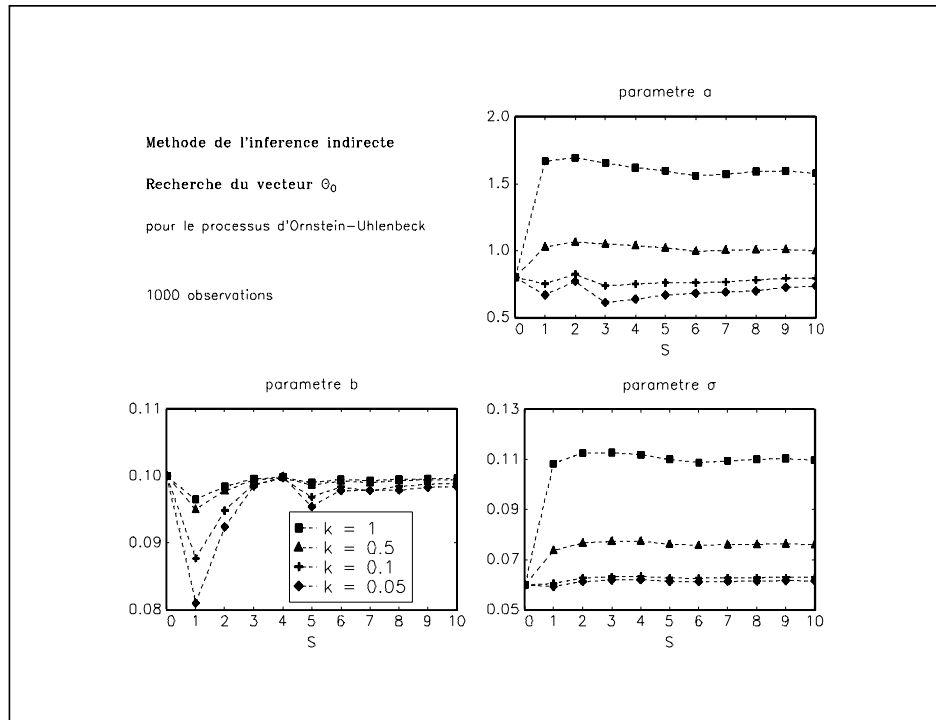 Methode de l'inference indirecte
Recherche du vecteur Θ₀
pour le processus d'Ornstein–Uhlenbeck
1000 observations
parametre a
2.0
1.5
1.0
0.5
0 1 2 3 4 5 6 7 8 9 10
S
parametre b
0.11
0.10
0.09
0.08
0 1 2 3 4 5 6 7 8 9 10
S
k = 1
k = 0.5
k = 0.1
k = 0.05
parametre σ
0.13
0.11
0.09
0.07
0.05
0 1 2 3 4 5 6 7 8 9 10
S